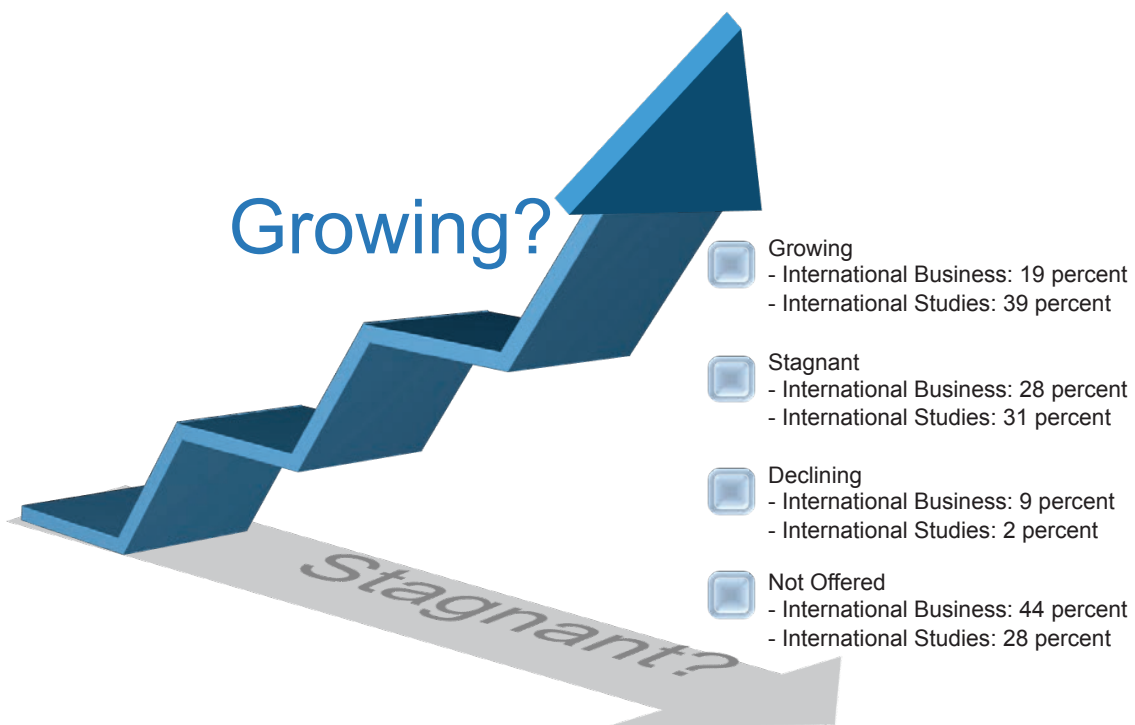 Growing?
Growing
- International Business: 19 percent
- International Studies: 39 percent
Stagnant
- International Business: 28 percent
- International Studies: 31 percent
Declining
- International Business: 9 percent
- International Studies: 2 percent
Not Offered
- International Business: 44 percent
- International Studies: 28 percent
Stagnant?